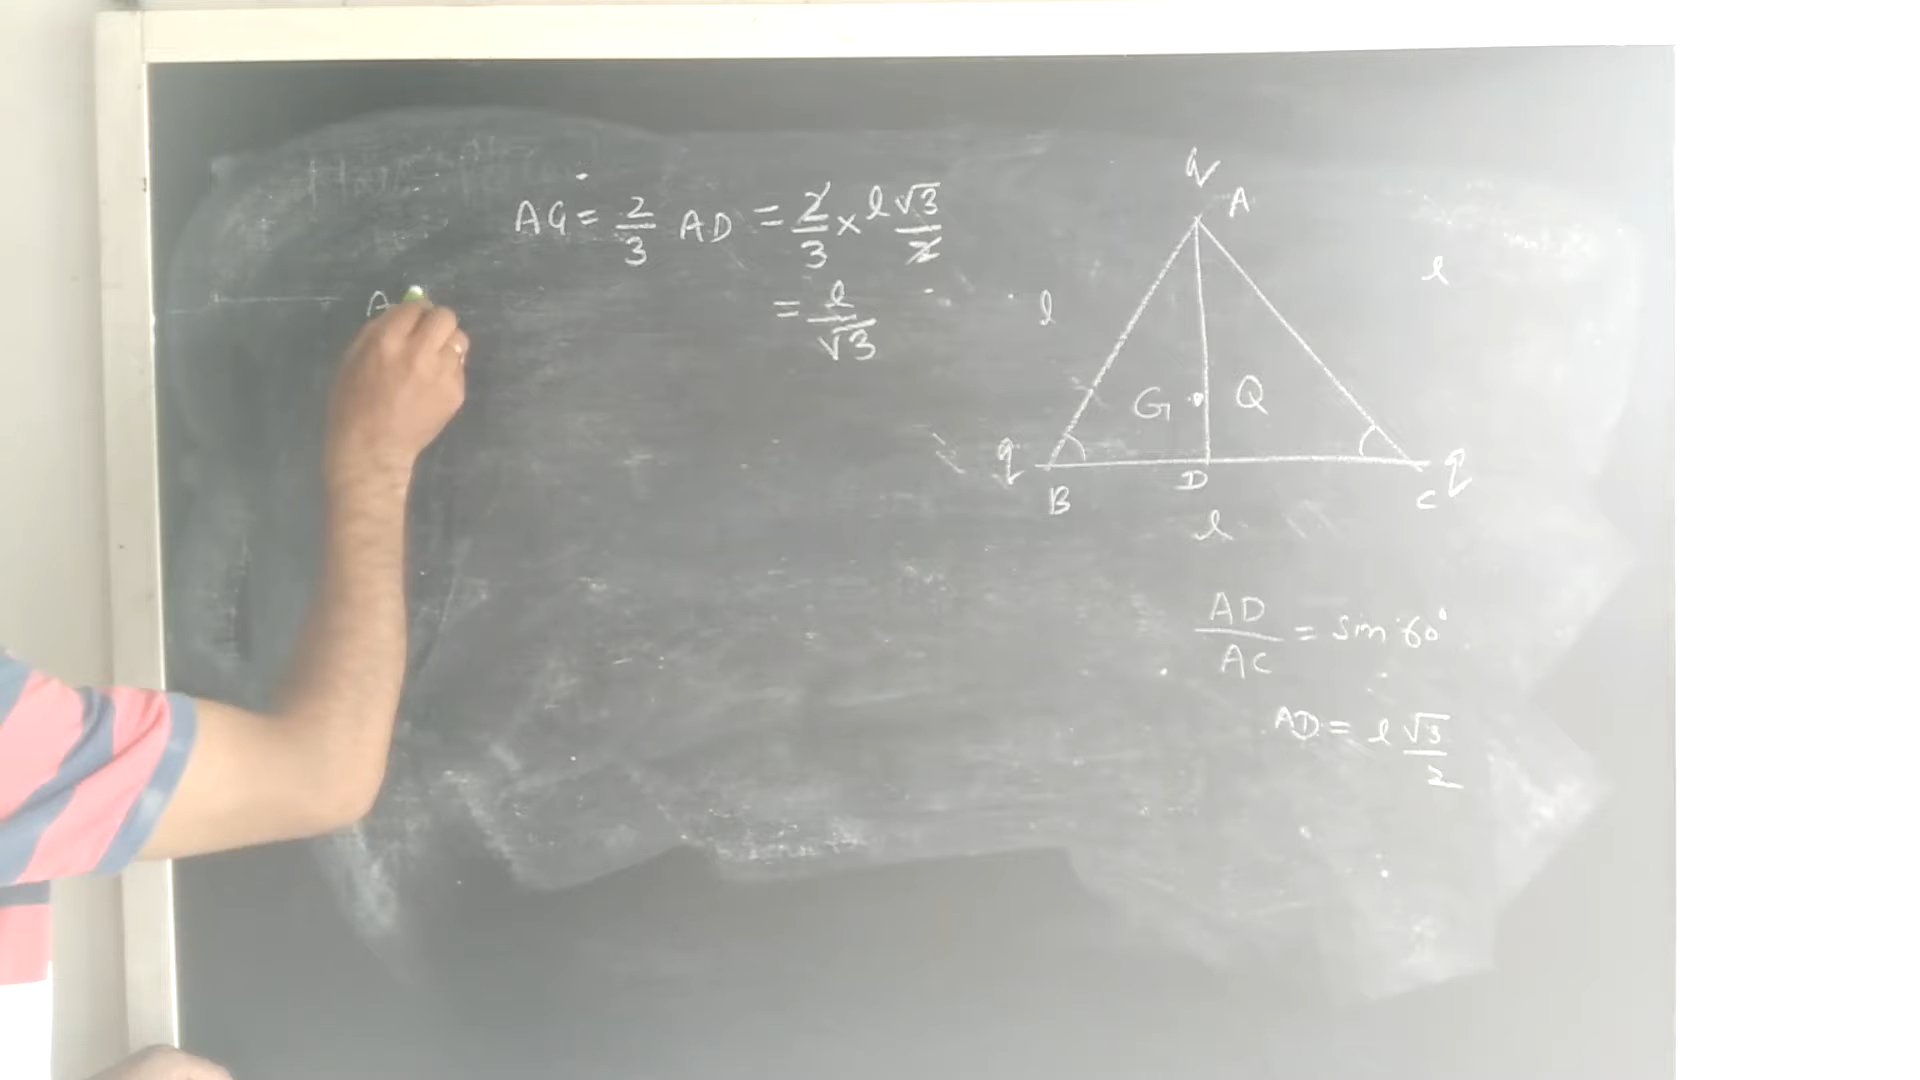 AG = 2/3 AD = 2/3 × l√3/2
= l/√3
A
q
A
l
l
G Q
q
q
B
D
C
l
AD/AC = sin 60°
AD = l √3/2